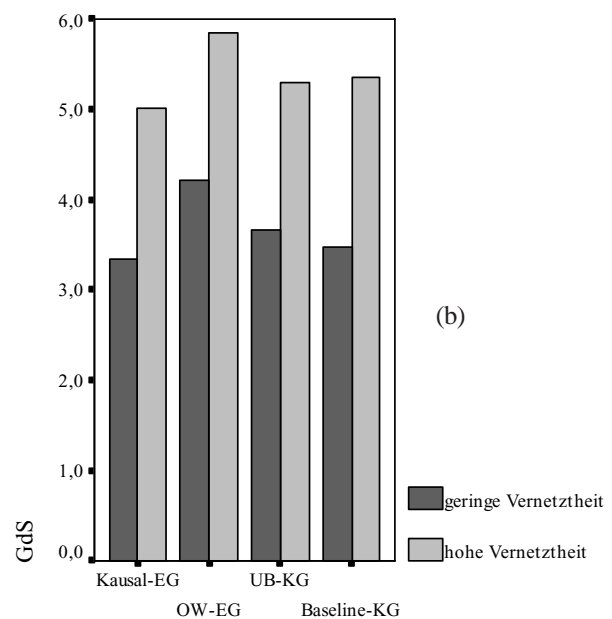 6,0
5,0
4,0
3,0
2,0
1,0
0,0
GdS
(b)
geringe Vernetztheit
hohe Vernetztheit
Kausal-EG
UB-KG
OW-EG
Baseline-KG